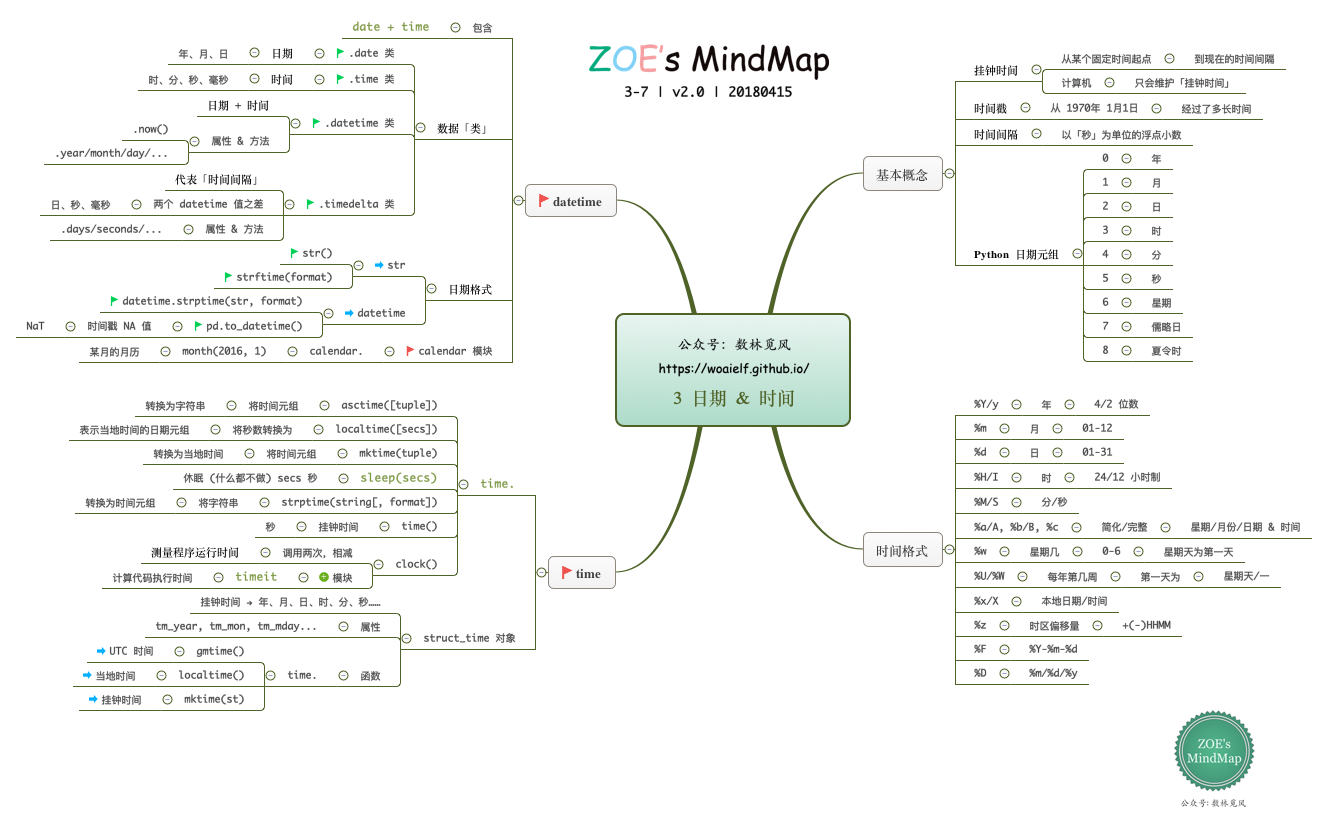 ZOE's MindMap
3-7 | v2.0 | 20180415
公众号: 数林觅风
https://woaielf.github.io/
3 日期 & 时间
datetime
date + time 包含
年、月、日 日期 .date 类
时、分、秒、毫秒 时间 .time 类
日期 + 时间
.datetime 类
.now()
属性 & 方法
.year/month/day/...
数据「类」
代表「时间间隔」
日、秒、毫秒 两个 datetime 值之差
.timedelta 类
.days/seconds/... 属性 & 方法
str()
str
strftime(format)
日期格式
datetime.strptime(str, format)
datetime
NaT 时间戳 NA 值 pd.to_datetime()
某月的月历 month(2016, 1) calendar. calendar 模块
time
转换为字符串 将时间元组 asctime([tuple])
表示当地时间的日期元组 将秒数转换为 localtime([secs])
转换为当地时间 将时间元组 mktime(tuple)
休眠 (什么都不做) secs 秒 sleep(secs)
time.
转换为时间元组 将字符串 strptime(string[, format])
秒 挂钟时间 time()
测量程序运行时间 调用两次, 相减
clock()
计算代码执行时间 timeit 模块
挂钟时间 → 年、月、日、时、分、秒……
tm_year, tm_mon, tm_mday... 属性
struct_time 对象
UTC 时间 gmtime()
当地时间 localtime() time. 函数
挂钟时间 mktime(st)
基本概念
挂钟时间
从某个固定时间起点 到现在的时间间隔
计算机 只会维护「挂钟时间」
时间戳 从 1970年 1月1日 经过了多长时间
时间间隔 以「秒」为单位的浮点小数
Python 日期元组
0 年
1 月
2 日
3 时
4 分
5 秒
6 星期
7 儒略日
8 夏令时
时间格式
%Y/y 年 4/2 位数
%m 月 01-12
%d 日 01-31
%H/I 时 24/12 小时制
%M/S 分/秒
%a/A, %b/B, %c 简化/完整 星期/月份/日期 & 时间
%w 星期几 0-6 星期天为第一天
%U/%W 每年第几周 第一天为 星期天/一
%x/X 本地日期/时间
%z 时区偏移量 +(-)HHMM
%F %Y-%m-%d
%D %m/%d/%y
ZOE's
MindMap
公众号: 数林觅风